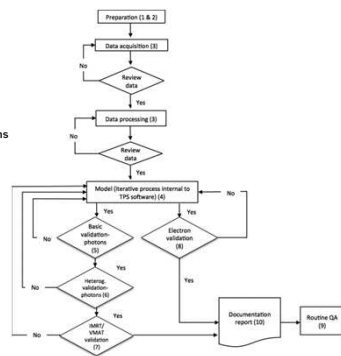 Preparation (1 & 2)
Data acquisition (3)
No
Review
data
Yes
Data processing (3)
No
Review
data
ns
Yes
Model (Iterative process internal to
TPS software) (4)
No
Yes
Yes
Basic
validation-
photons
(5)
Electron
validation
(8)
No
Yes
Yes
Heterog.
validation-
photons (6)
No
Documentation
report (10)
Routine QA
(9)
Yes
IMRT/
VMAT
validation
(7)
No
Yes